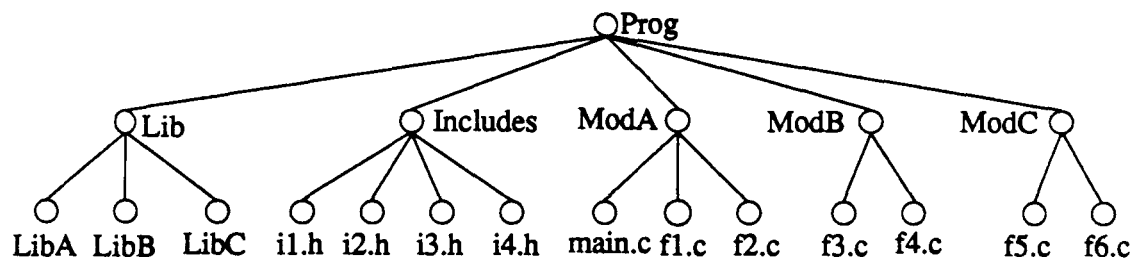 Prog
Lib Includes ModA ModB ModC
LibA LibB LibC i1.h i2.h i3.h i4.h main.c f1.c f2.c f3.c f4.c f5.c f6.c